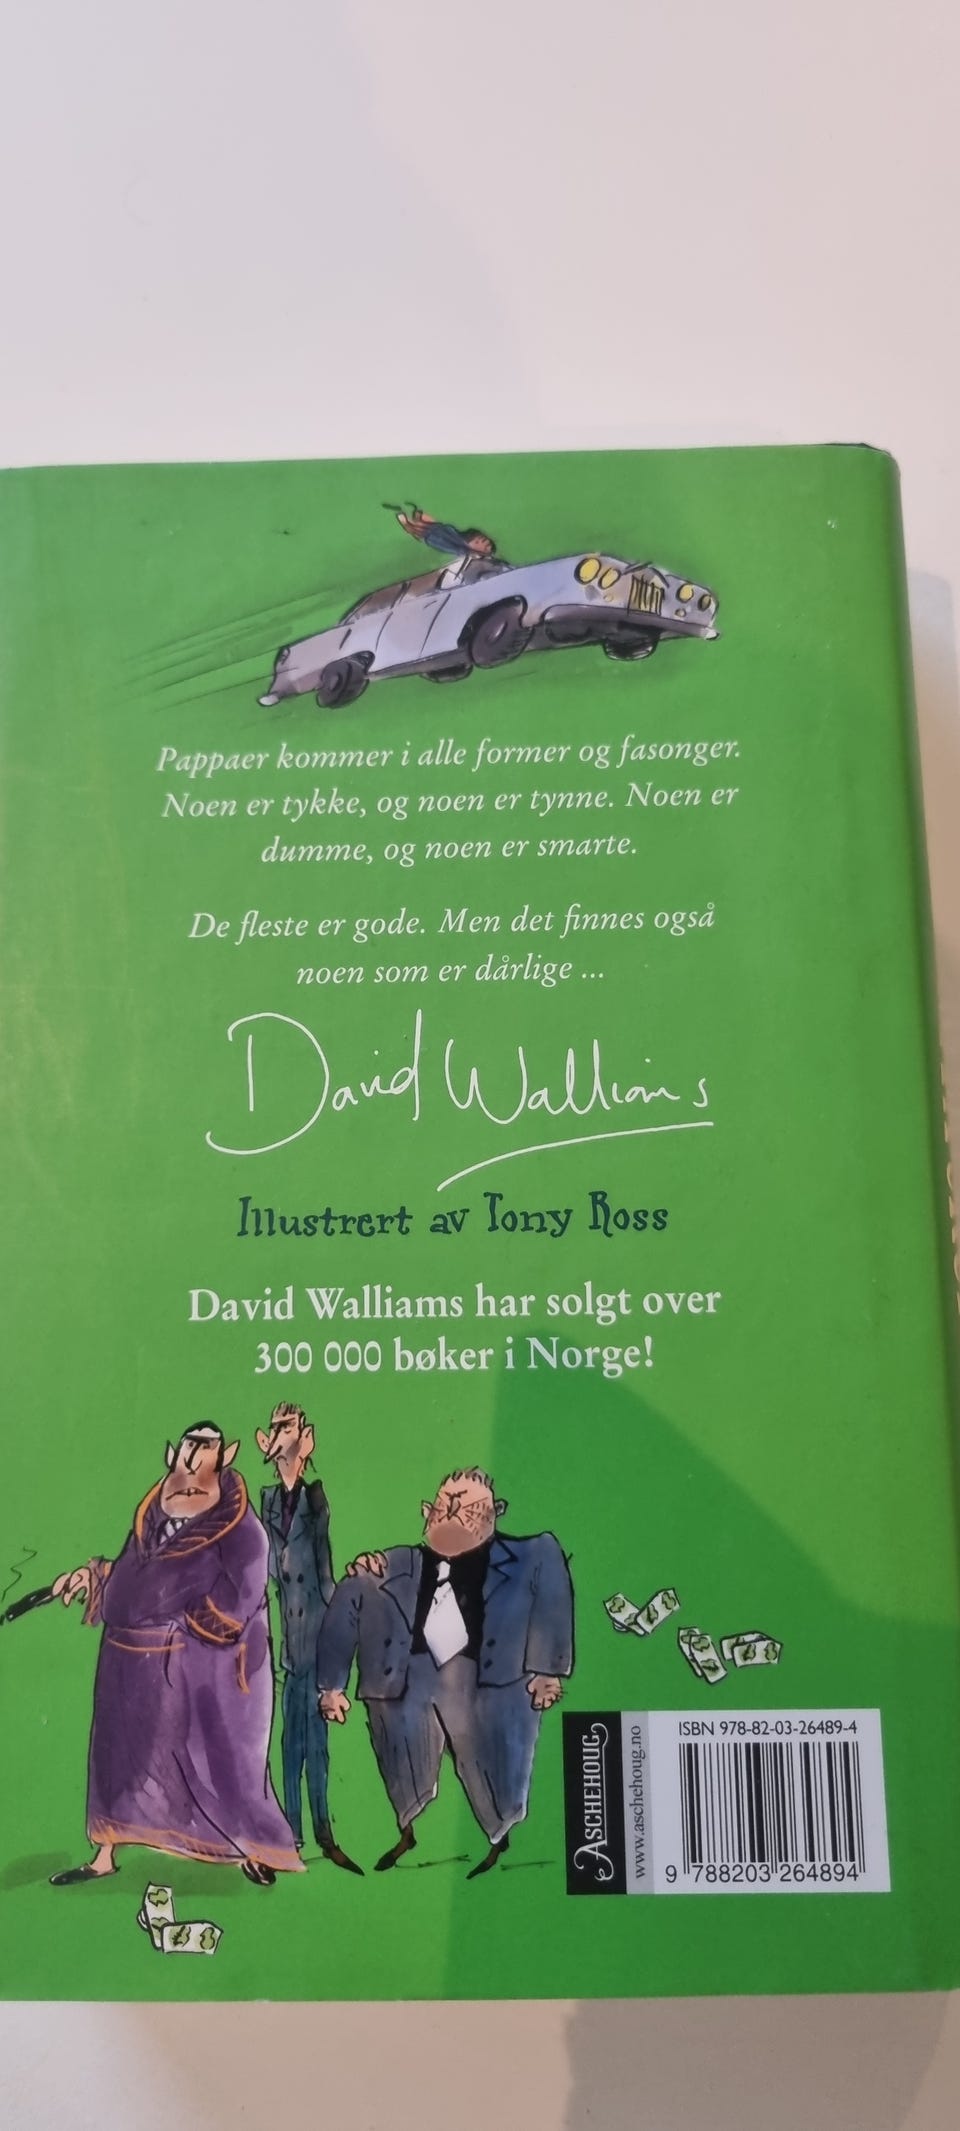 Pappaer kommer i alle former og fasonger.
Noen er tykke, og noen er tynne. Noen er
dumme, og noen er smarte.
De fleste er gode. Men det finnes også
noen som er dårlige ...
David Walliams
Illustrert av Tony Ross
David Walliams har solgt over
300 000 bøker i Norge!
ASCHEHOUG
www.aschehoug.no
ISBN 978-82-03-26489-4
9 788203 264894